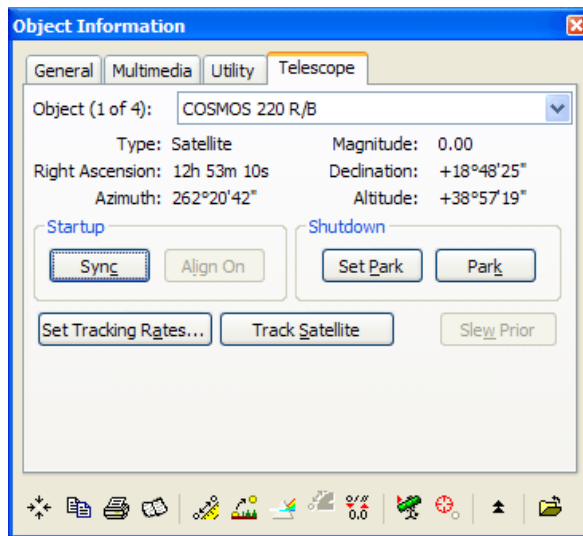 Object Information
General Multimedia Utility Telescope
Object (1 of 4): COSMOS 220 R/B
Type: Satellite Magnitude: 0.00
Right Ascension: 12h 53m 10s Declination: +18°48'25"
Azimuth: 262°20'42" Altitude: +38°57'19"
Startup Shutdown
Sync Align On Set Park Park
Set Tracking Rates... Track Satellite Slew Prior
0.0